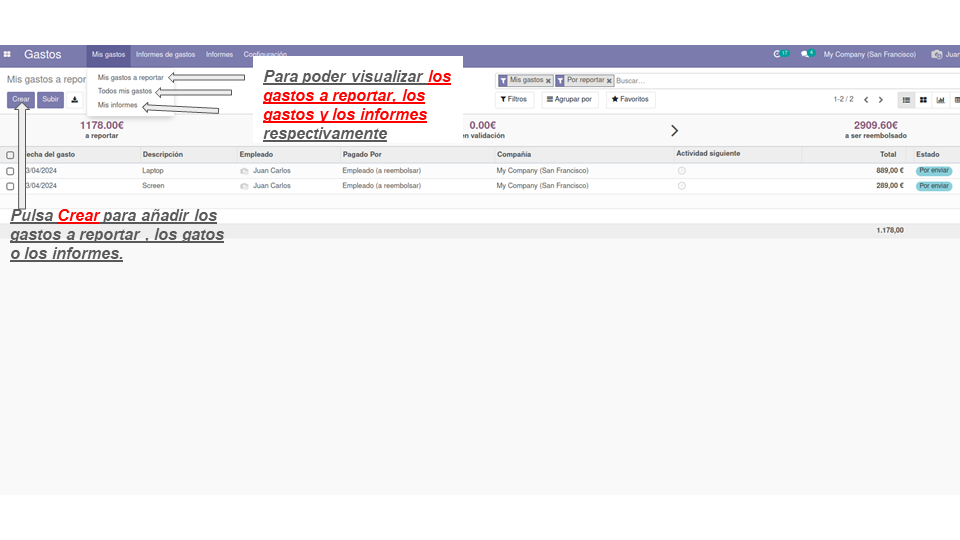 Gastos Mis gastos Informes de gastos Informes Configuración 17 4 My Company (San Francisco) Juan
Mis gastos a repor
Mis gastos a reportar
Todos mis gastos
Mis informes
Para poder visualizar los
gastos a reportar, los
gastos y los informes
respectivamente
Mis gastos Por reportar Buscar...
Crear Subir
Filtros Agrupar por Favoritos 1-2 / 2
1178.00€
a reportar
0.00€
en validación
2909.60€
a ser reembolsado
Fecha del gasto Descripción Empleado Pagado Por Compañía Actividad siguiente Total Estado
3/04/2024 Laptop Juan Carlos Empleado (a reembolsar) My Company (San Francisco) 889,00 € Por enviar
3/04/2024 Screen Juan Carlos Empleado (a reembolsar) My Company (San Francisco) 289,00 € Por enviar
Pulsa Crear para añadir los
gastos a reportar , los gatos
o los informes.
1.178,00